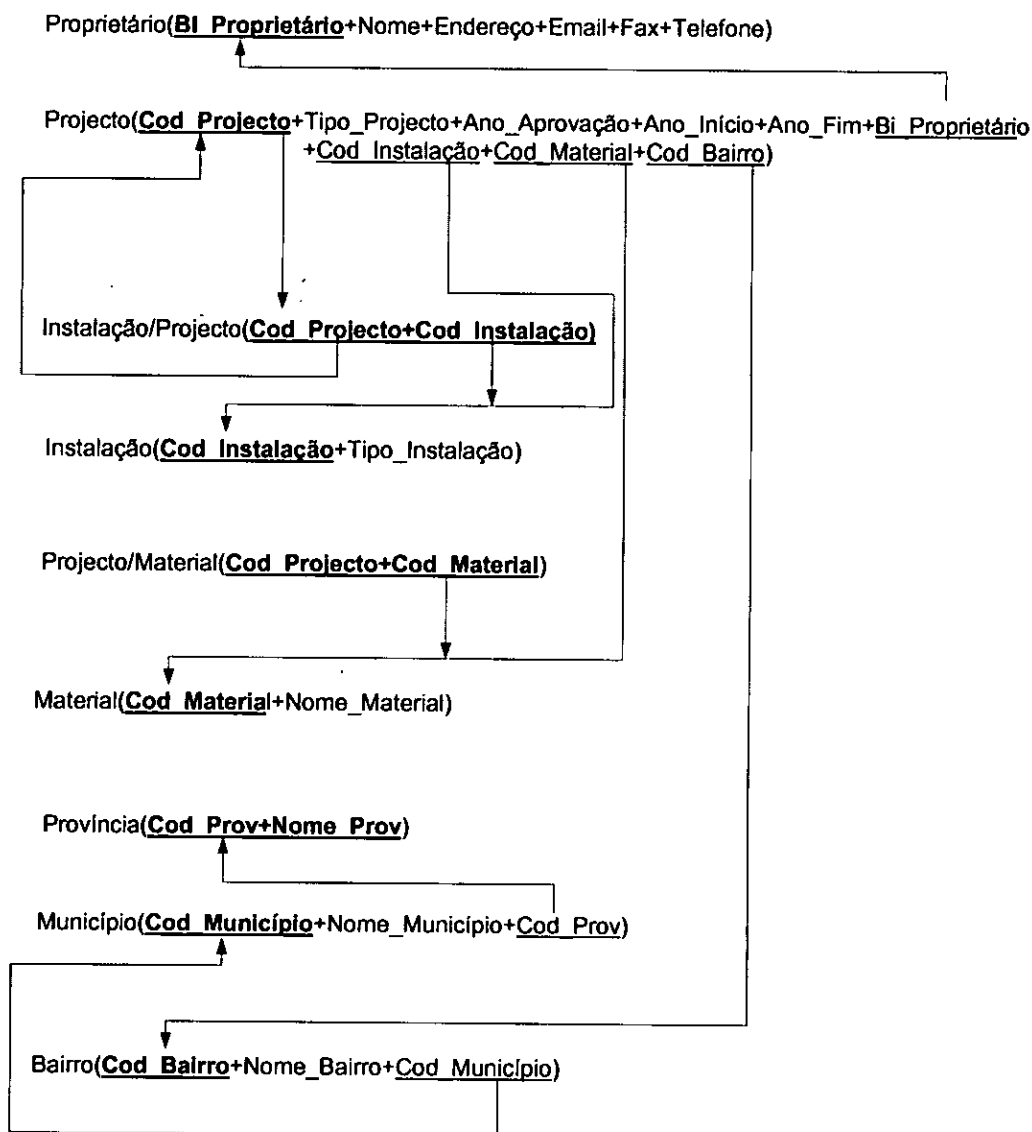 Proprietário(BI_Proprietário+Nome+Endereço+Email+Fax+Telefone)
Projecto(Cod_Projecto+Tipo_Projecto+Ano_Aprovação+Ano_Início+Ano_Fim+Bi_Proprietário
+Cod_Instalação+Cod_Material+Cod_Bairro)
Instalação/Projecto(Cod_Projecto+Cod_Instalação)
Instalação(Cod_Instalação+Tipo_Instalação)
Projecto/Material(Cod_Projecto+Cod_Material)
Material(Cod_Material+Nome_Material)
Província(Cod_Prov+Nome_Prov)
Município(Cod_Município+Nome_Município+Cod_Prov)
Bairro(Cod_Bairro+Nome_Bairro+Cod_Município)